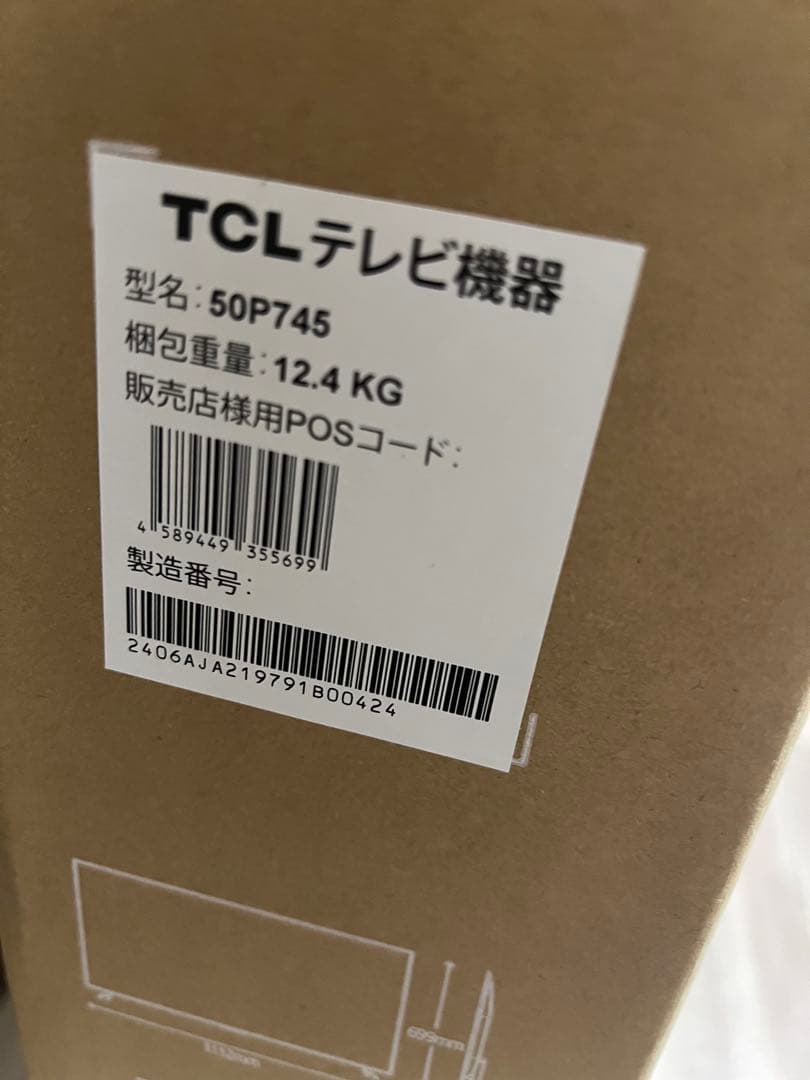 TCLテレビ機器
型名：50P745
梱包重量：12.4 KG
販売店様用POSコード：
4 589449 355699
製造番号：
2406AJA219791B00424
699mm